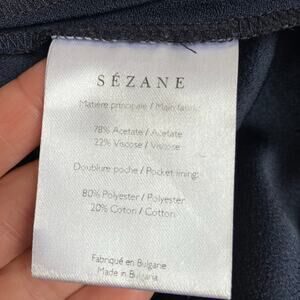 SÉZANE
Matière principale / Main fabric:
78% Acetate / Acetate
22% Viscose / Viscose
Doublure poche / Pocket lining:
80% Polyester / Polyester
20% Coton / Cotton
Fabriqué en Bulgarie
Made in Bulgaria